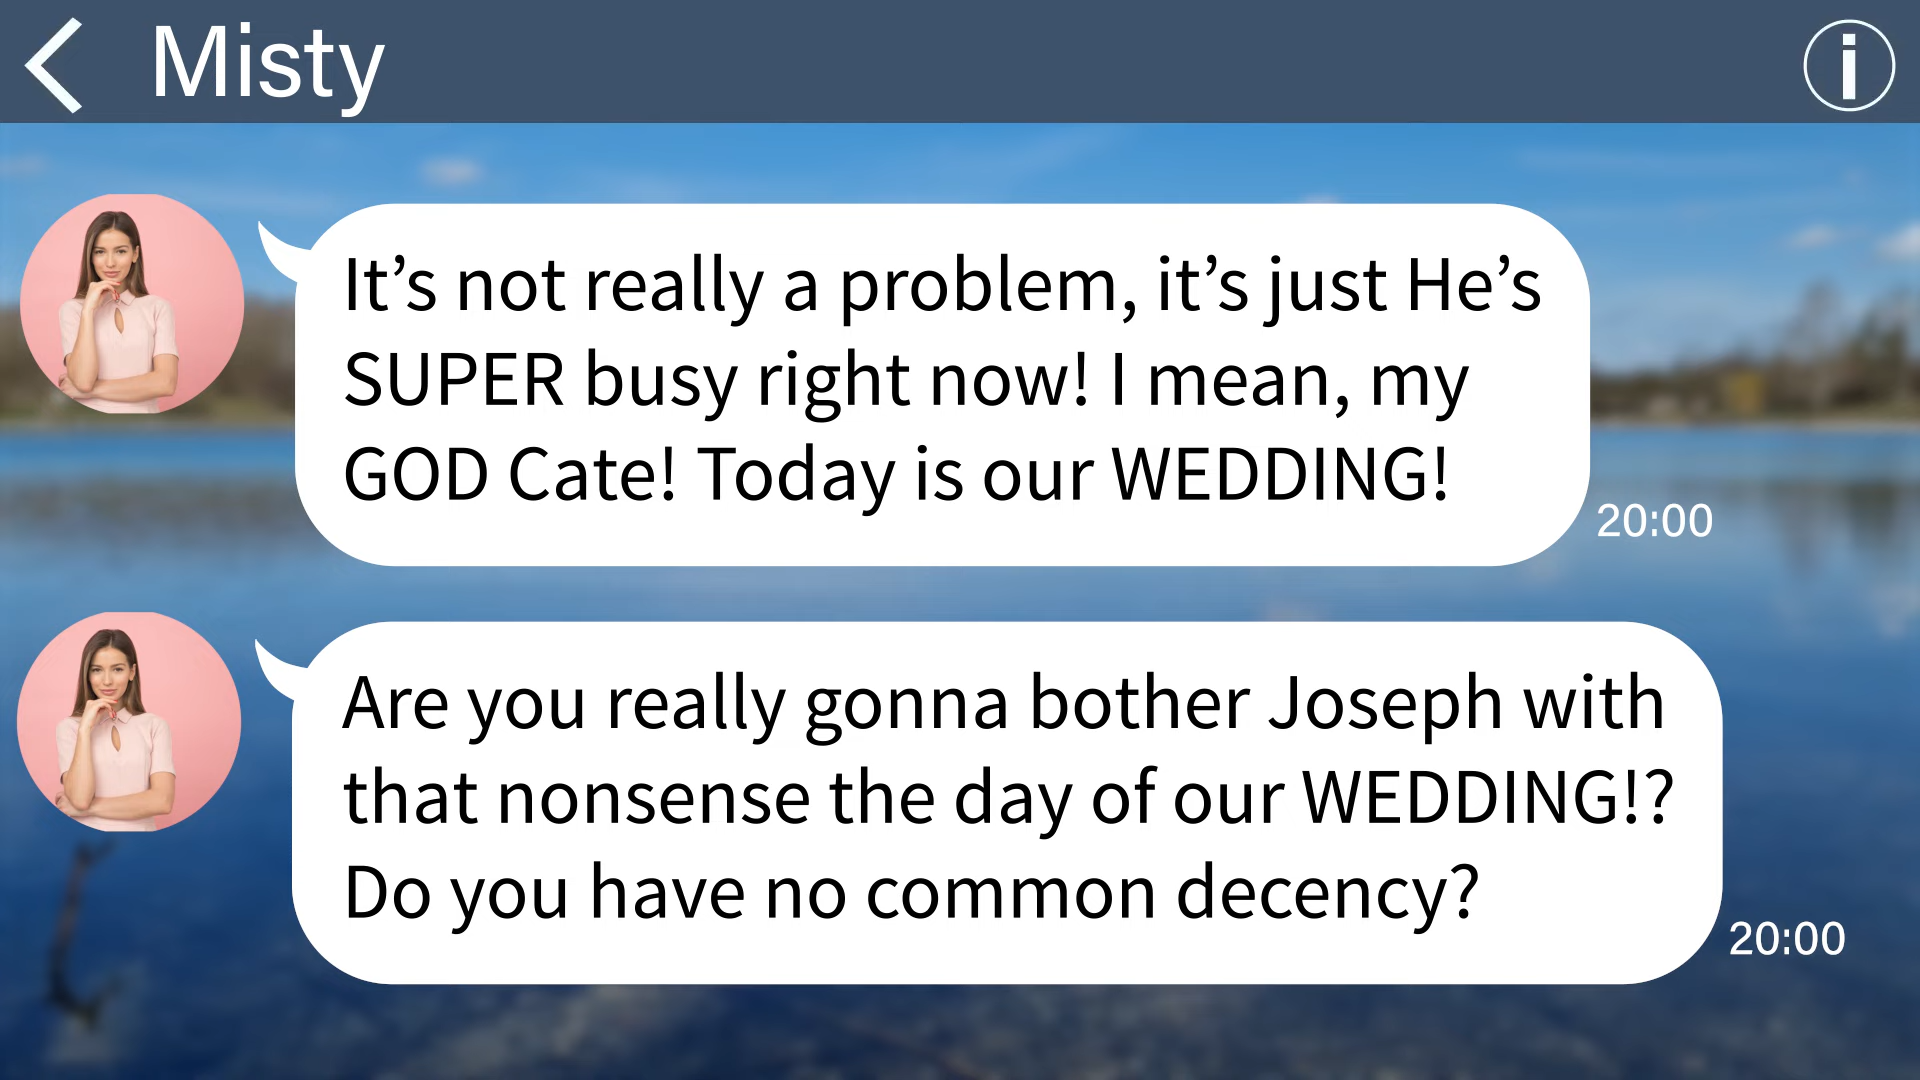 Misty
It’s not really a problem, it’s just He’s
SUPER busy right now! I mean, my
GOD Cate! Today is our WEDDING!
20:00
Are you really gonna bother Joseph with
that nonsense the day of our WEDDING!?
Do you have no common decency?
20:00